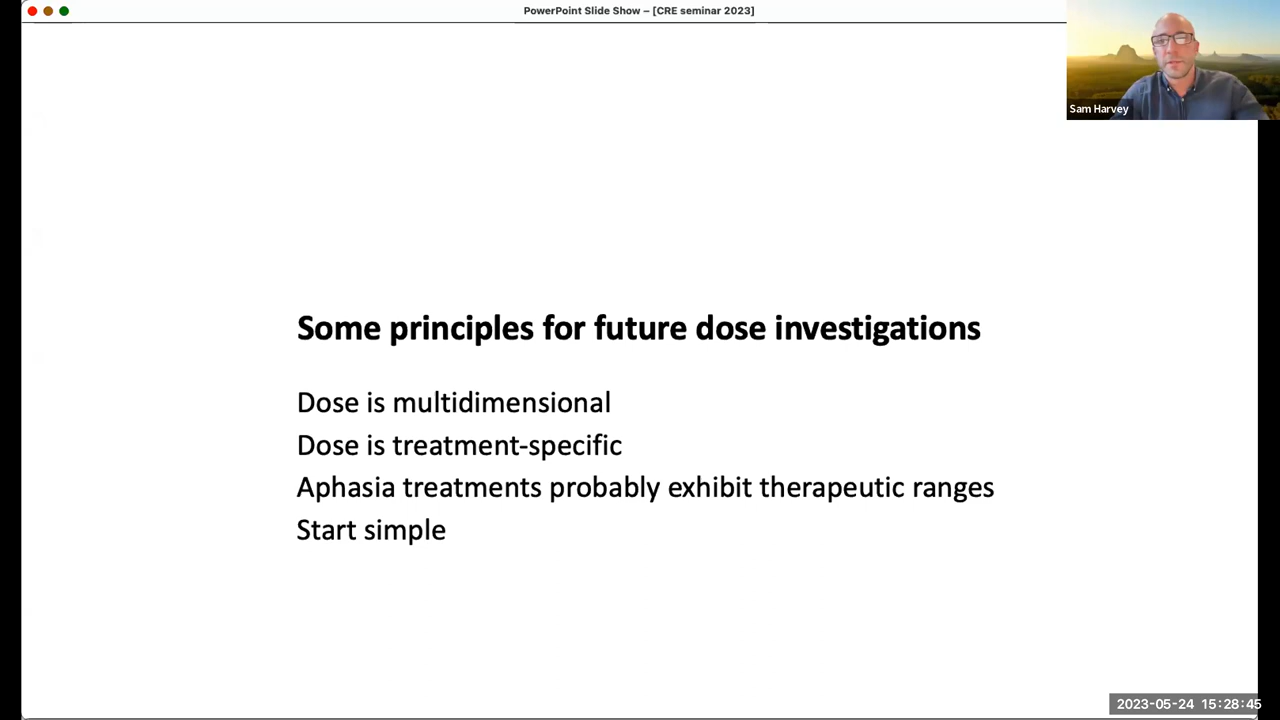 PowerPoint Slide Show – [CRE seminar 2023]
Sam Harvey
Some principles for future dose investigations
Dose is multidimensional
Dose is treatment-specific
Aphasia treatments probably exhibit therapeutic ranges
Start simple
2023-05-24 15:28:45